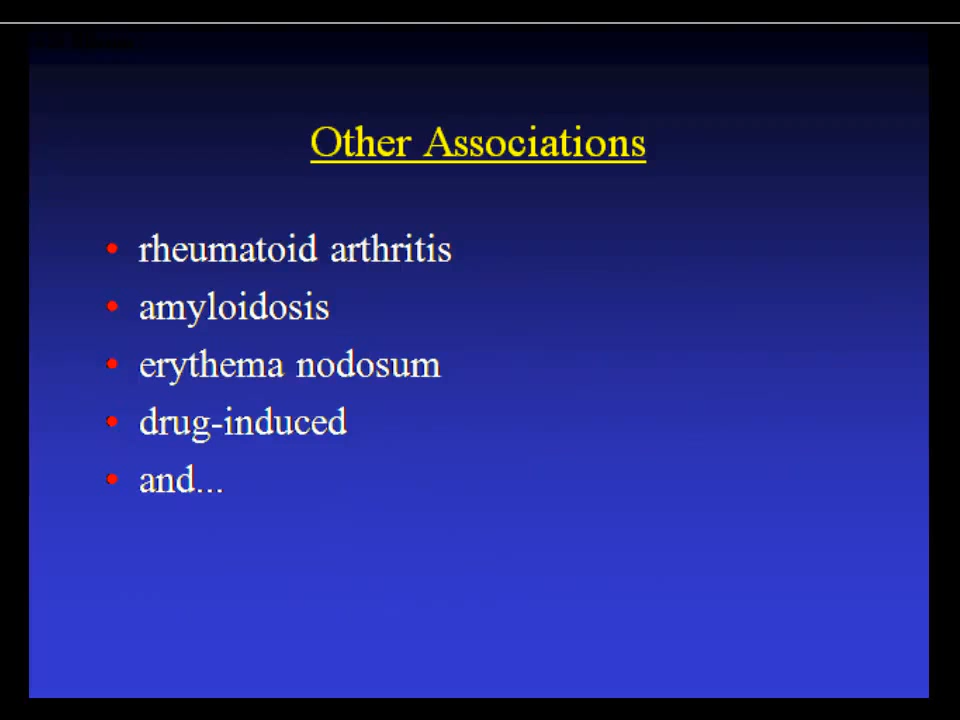 Other Associations
• rheumatoid arthritis
• amyloidosis
• erythema nodosum
• drug-induced
• and...